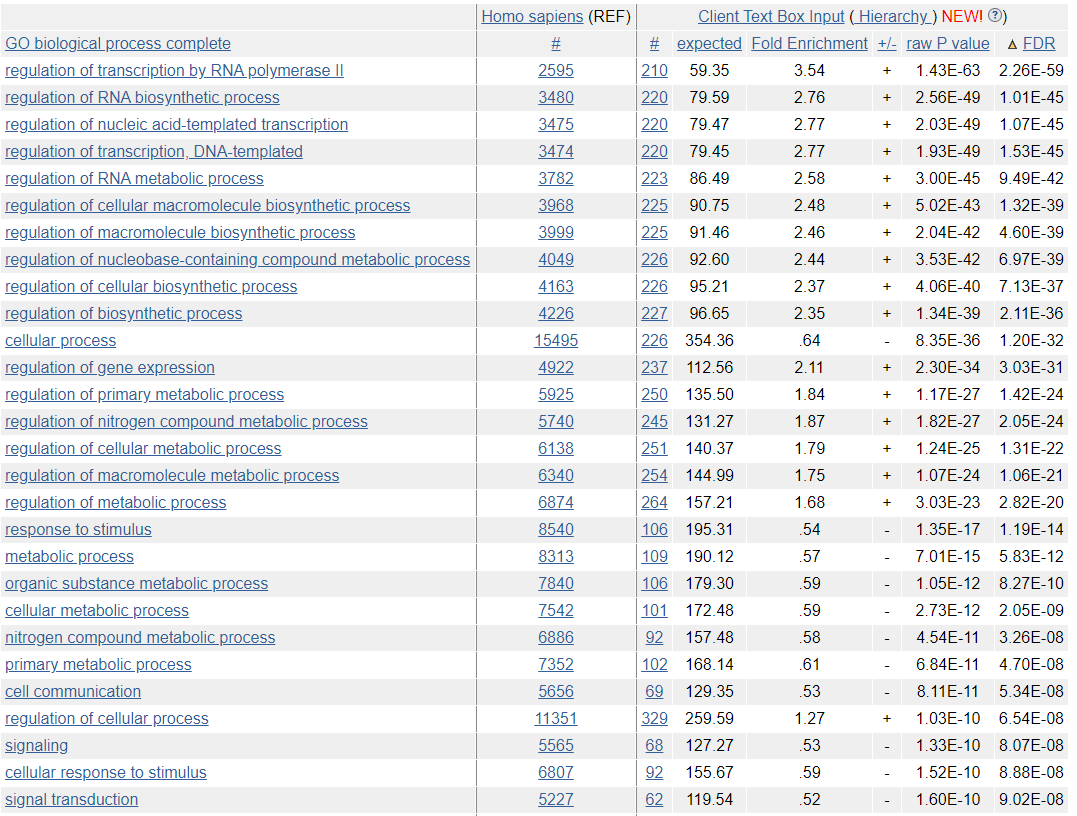 Homo sapiens (REF) Client Text Box Input ( Hierarchy ) NEW! ?)
GO biological process complete # # expected Fold Enrichment +/- raw P value ▵ FDR
regulation of transcription by RNA polymerase II 2595 210 59.35 3.54 + 1.43E-63 2.26E-59
regulation of RNA biosynthetic process 3480 220 79.59 2.76 + 2.56E-49 1.01E-45
regulation of nucleic acid-templated transcription 3475 220 79.47 2.77 + 2.03E-49 1.07E-45
regulation of transcription, DNA-templated 3474 220 79.45 2.77 + 1.93E-49 1.53E-45
regulation of RNA metabolic process 3782 223 86.49 2.58 + 3.00E-45 9.49E-42
regulation of cellular macromolecule biosynthetic process 3968 225 90.75 2.48 + 5.02E-43 1.32E-39
regulation of macromolecule biosynthetic process 3999 225 91.46 2.46 + 2.04E-42 4.60E-39
regulation of nucleobase-containing compound metabolic process 4049 226 92.60 2.44 + 3.53E-42 6.97E-39
regulation of cellular biosynthetic process 4163 226 95.21 2.37 + 4.06E-40 7.13E-37
regulation of biosynthetic process 4226 227 96.65 2.35 + 1.34E-39 2.11E-36
cellular process 15495 226 354.36 .64 - 8.35E-36 1.20E-32
regulation of gene expression 4922 237 112.56 2.11 + 2.30E-34 3.03E-31
regulation of primary metabolic process 5925 250 135.50 1.84 + 1.17E-27 1.42E-24
regulation of nitrogen compound metabolic process 5740 245 131.27 1.87 + 1.82E-27 2.05E-24
regulation of cellular metabolic process 6138 251 140.37 1.79 + 1.24E-25 1.31E-22
regulation of macromolecule metabolic process 6340 254 144.99 1.75 + 1.07E-24 1.06E-21
regulation of metabolic process 6874 264 157.21 1.68 + 3.03E-23 2.82E-20
response to stimulus 8540 106 195.31 .54 - 1.35E-17 1.19E-14
metabolic process 8313 109 190.12 .57 - 7.01E-15 5.83E-12
organic substance metabolic process 7840 106 179.30 .59 - 1.05E-12 8.27E-10
cellular metabolic process 7542 101 172.48 .59 - 2.73E-12 2.05E-09
nitrogen compound metabolic process 6886 92 157.48 .58 - 4.54E-11 3.26E-08
primary metabolic process 7352 102 168.14 .61 - 6.84E-11 4.70E-08
cell communication 5656 69 129.35 .53 - 8.11E-11 5.34E-08
regulation of cellular process 11351 329 259.59 1.27 + 1.03E-10 6.54E-08
signaling 5565 68 127.27 .53 - 1.33E-10 8.07E-08
cellular response to stimulus 6807 92 155.67 .59 - 1.52E-10 8.88E-08
signal transduction 5227 62 119.54 .52 - 1.60E-10 9.02E-08